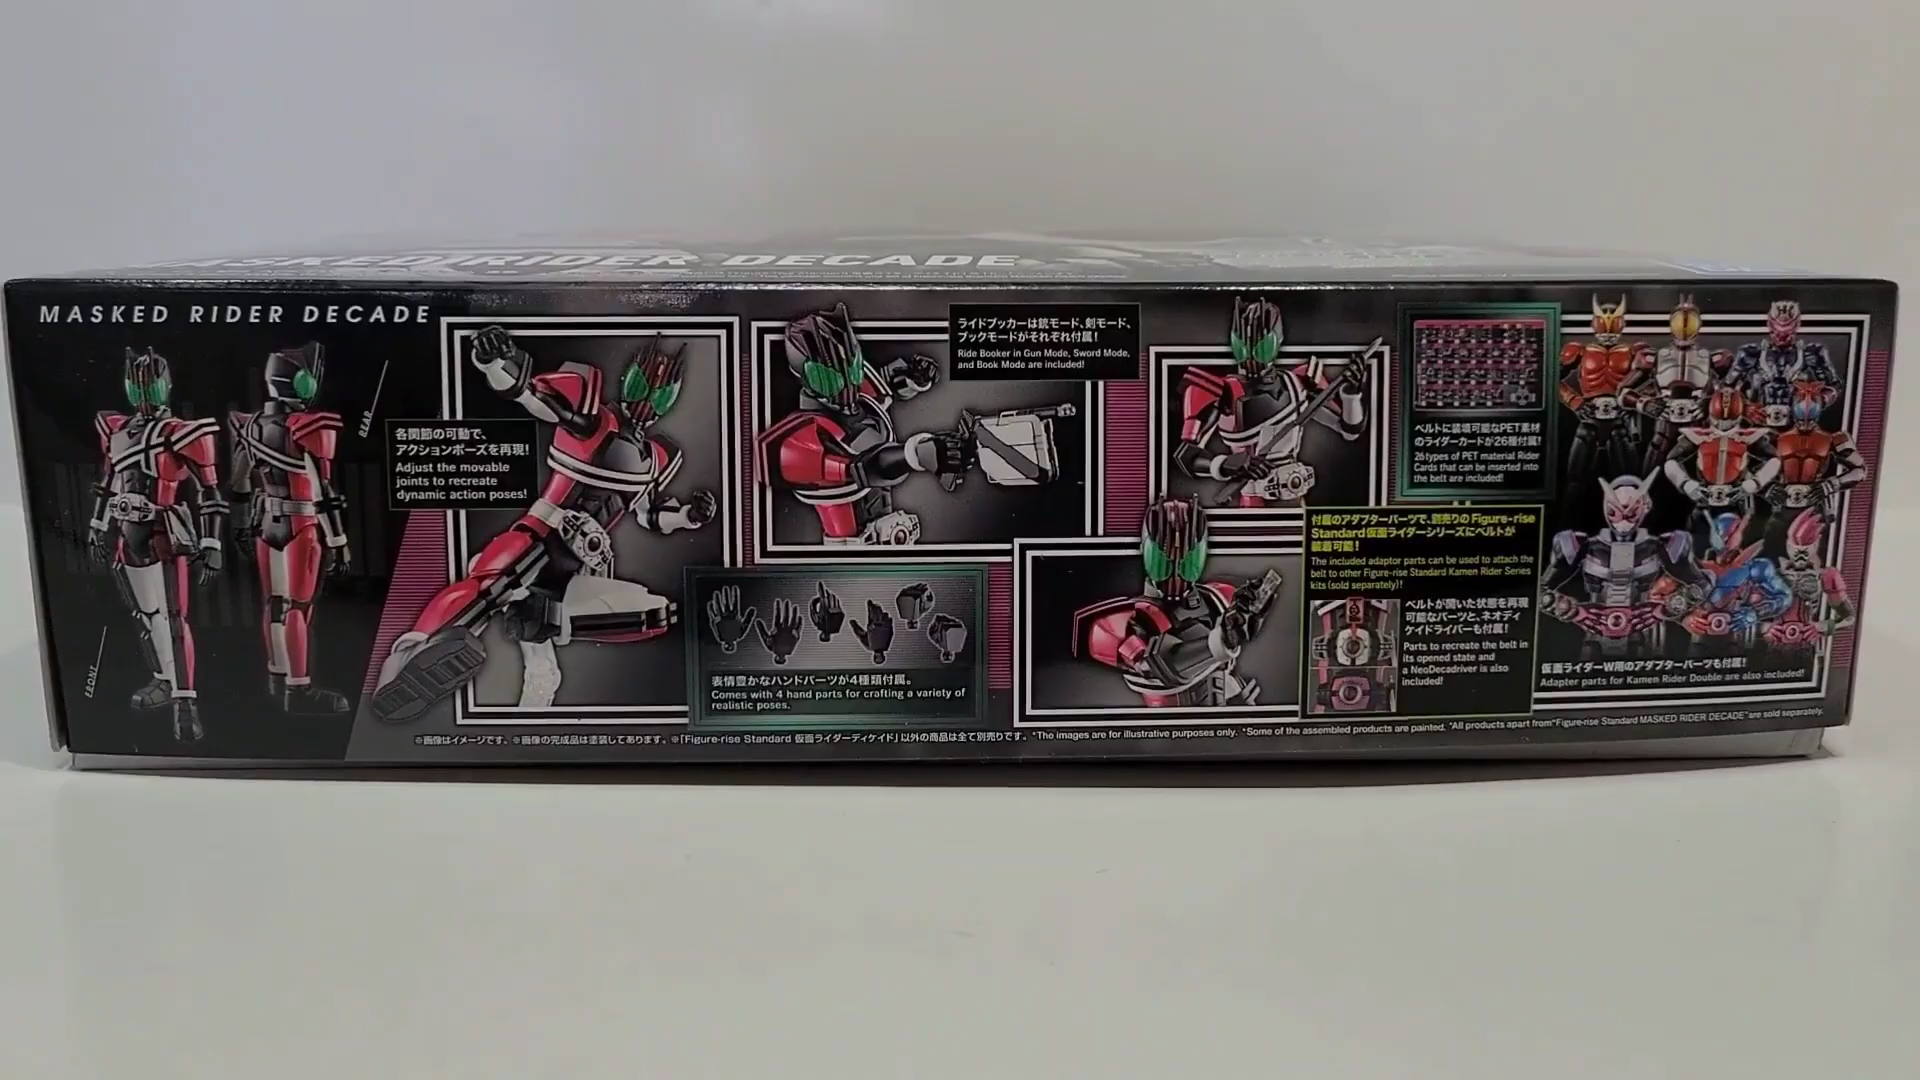 MASKED RIDER DECADE
MASKED RIDER DECADE
REAR
FRONT
各関節の可動で、
アクションポーズを再現!
Adjust the movable
joints to recreate
dynamic action poses!
ライドブッカーは銃モード、剣モード、
ブックモードがそれぞれ付属!
Ride Booker in Gun Mode, Sword Mode,
and Book Mode are included!
表情豊かなハンドパーツが4種類付属。
Comes with 4 hand parts for crafting a variety of
realistic poses.
ベルトに装填可能なPET素材
のライダーカードが26種付属!
26 types of PET material Rider
Cards that can be inserted into
the belt are included!
付属のアダプターパーツで、別売りのFigure-rise
Standard 仮面ライダーシリーズにベルトが
装着可能!
The included adaptor parts can be used to attach the
belt to other Figure-rise Standard Kamen Rider Series
kits (sold separately)!
ベルトが開いた状態を再現
可能なパーツと、ネオディ
ケイドライバーも付属!
Parts to recreate the belt in
its opened state and
a NeoDecadriver is also
included!
仮面ライダーW用のアダプターパーツも付属!
Adapter parts for Kamen Rider Double are also included!
※画像はイメージです。※画像の完成品は塗装してあります。※「Figure-rise Standard 仮面ライダーディケイド」以外の商品は全て別売りです。*The images are for illustrative purposes only. *Some of the assembled products are painted. *All products apart from "Figure-rise Standard MASKED RIDER DECADE" are sold separately.